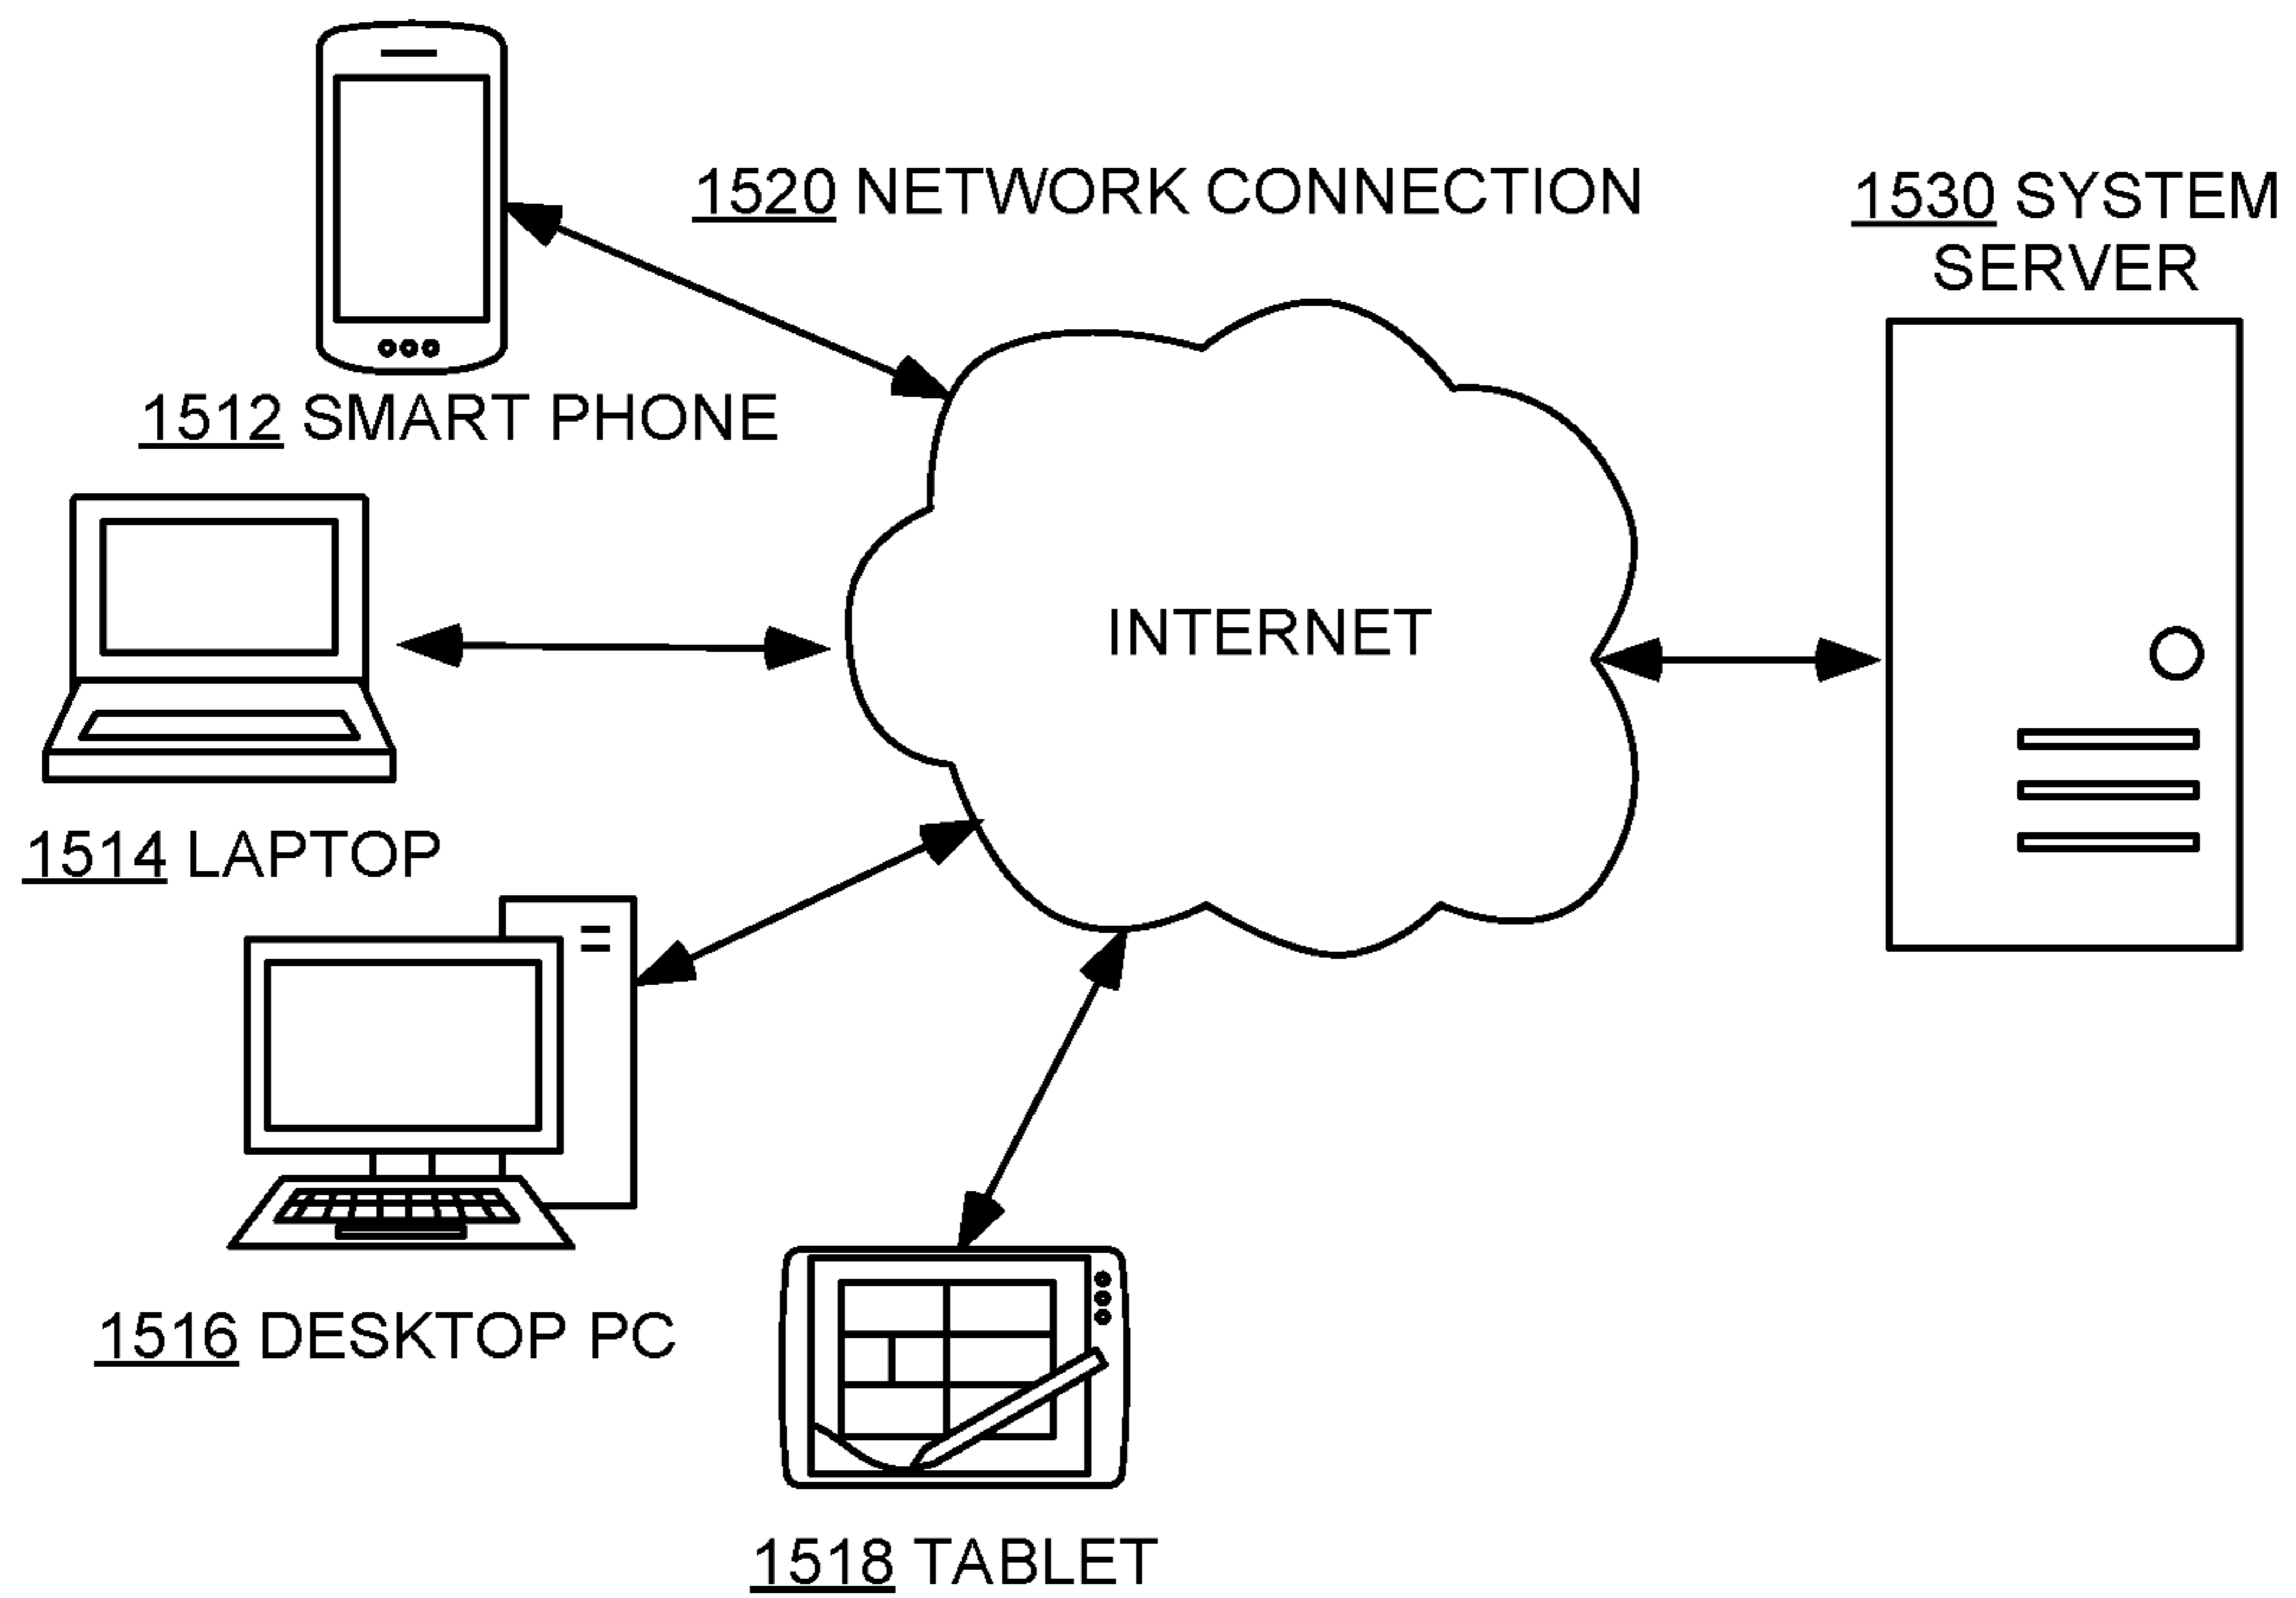 1520 NETWORK CONNECTION
1530 SYSTEM
SERVER
1512 SMART PHONE
INTERNET
1514 LAPTOP
1516 DESKTOP PC
1518 TABLET